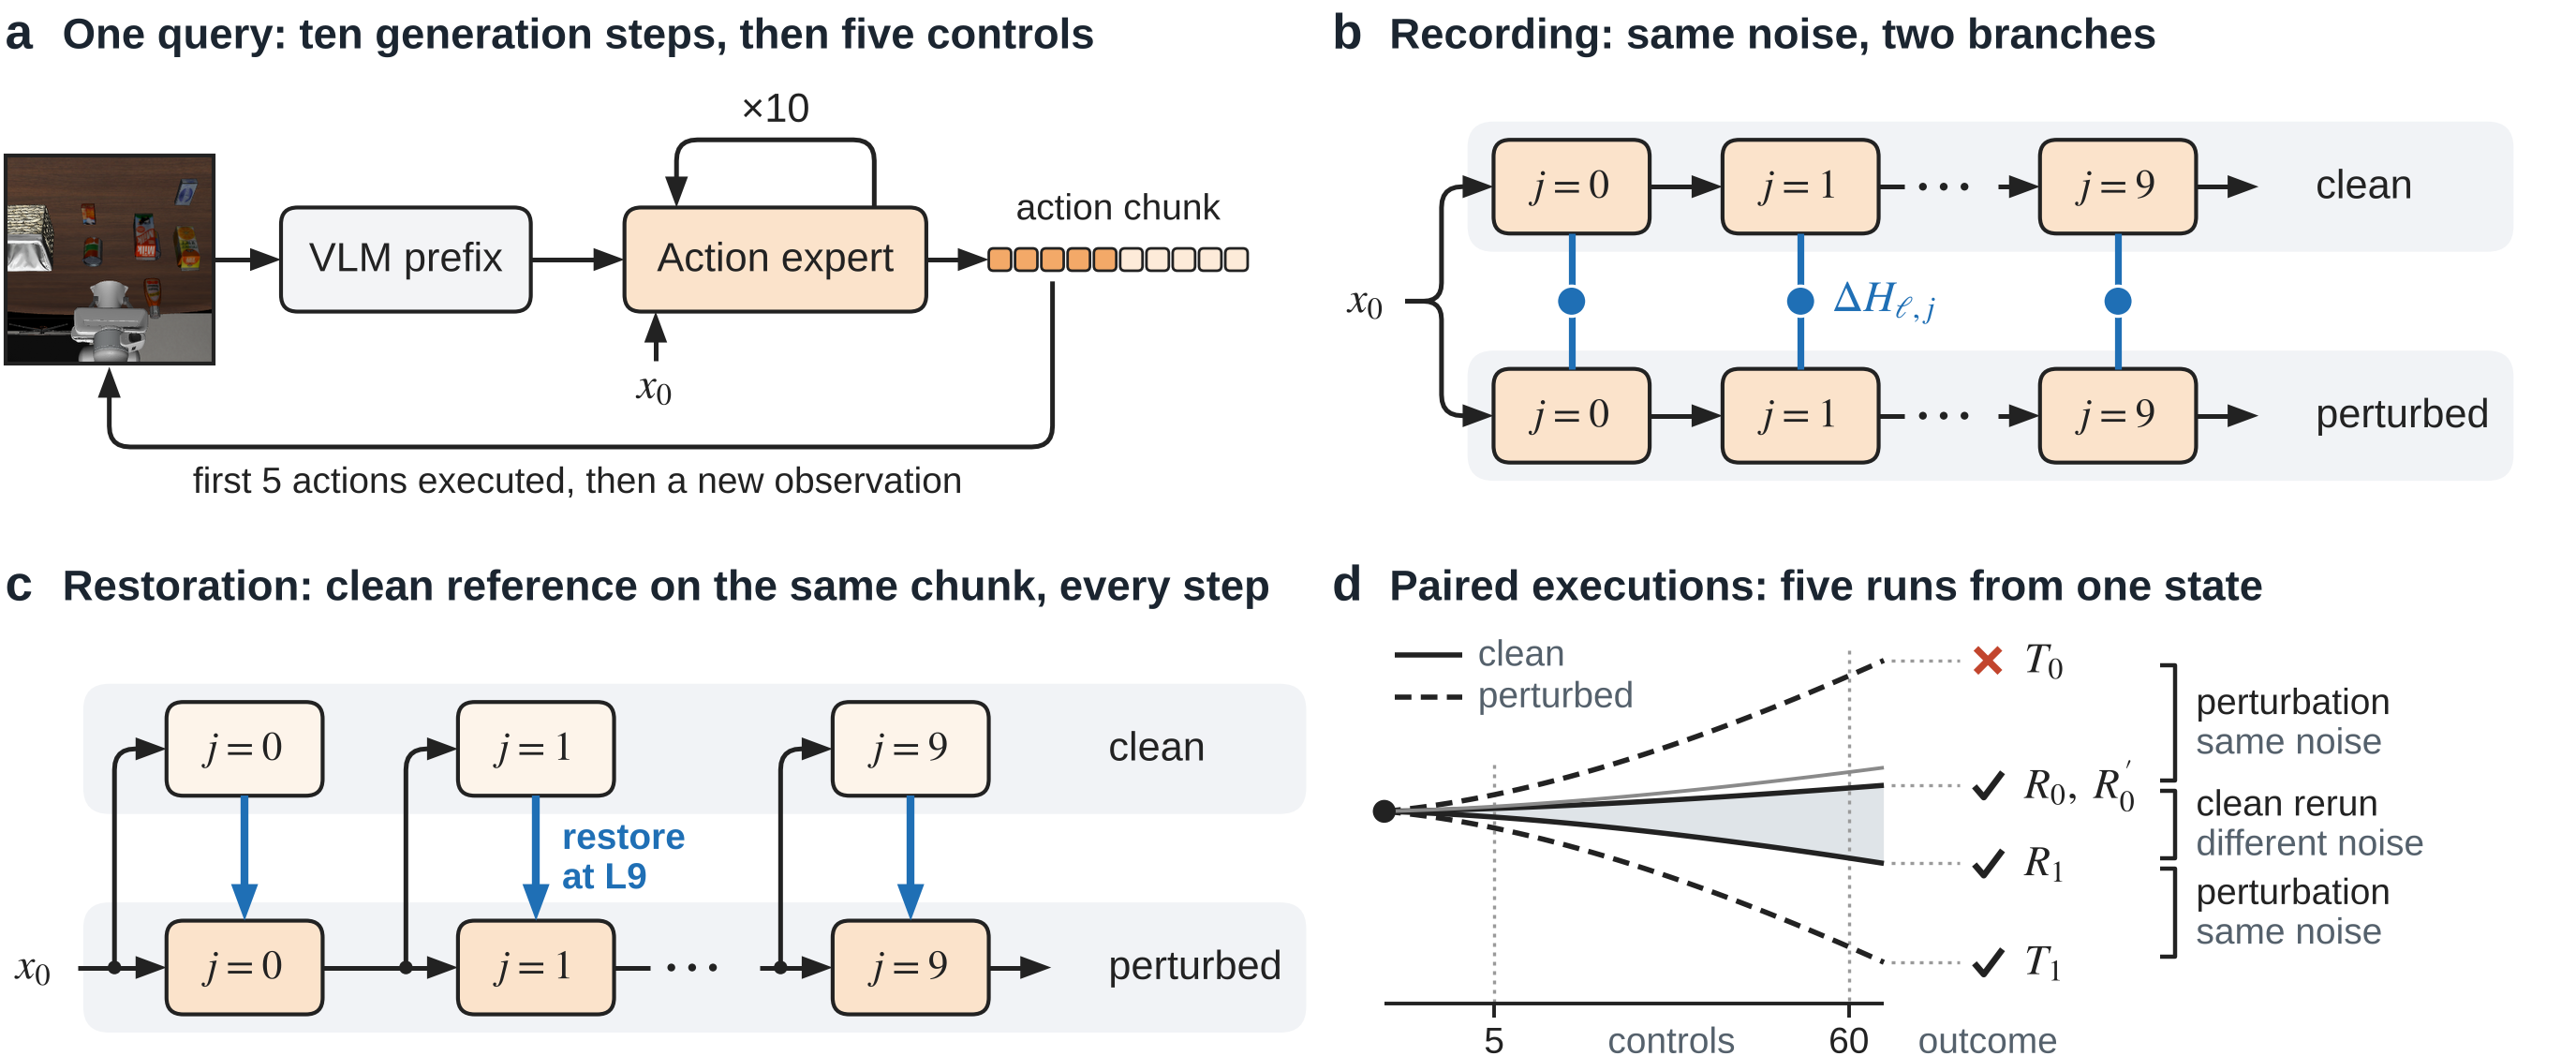 a One query: ten generation steps, then five controls
×10
VLM prefix
Action expert
action chunk
x₀
first 5 actions executed, then a new observation
b Recording: same noise, two branches
j = 0
j = 1
· · ·
j = 9
clean
x₀
ΔH_{ℓ,j}
j = 0
j = 1
· · ·
j = 9
perturbed
c Restoration: clean reference on the same chunk, every step
j = 0
j = 1
j = 9
clean
restore
at L9
x₀
j = 0
j = 1
· · ·
j = 9
perturbed
d Paired executions: five runs from one state
clean
perturbed
T₀
R₀, R₀′
R₁
T₁
perturbation
same noise
clean rerun
different noise
perturbation
same noise
5
controls
60
outcome